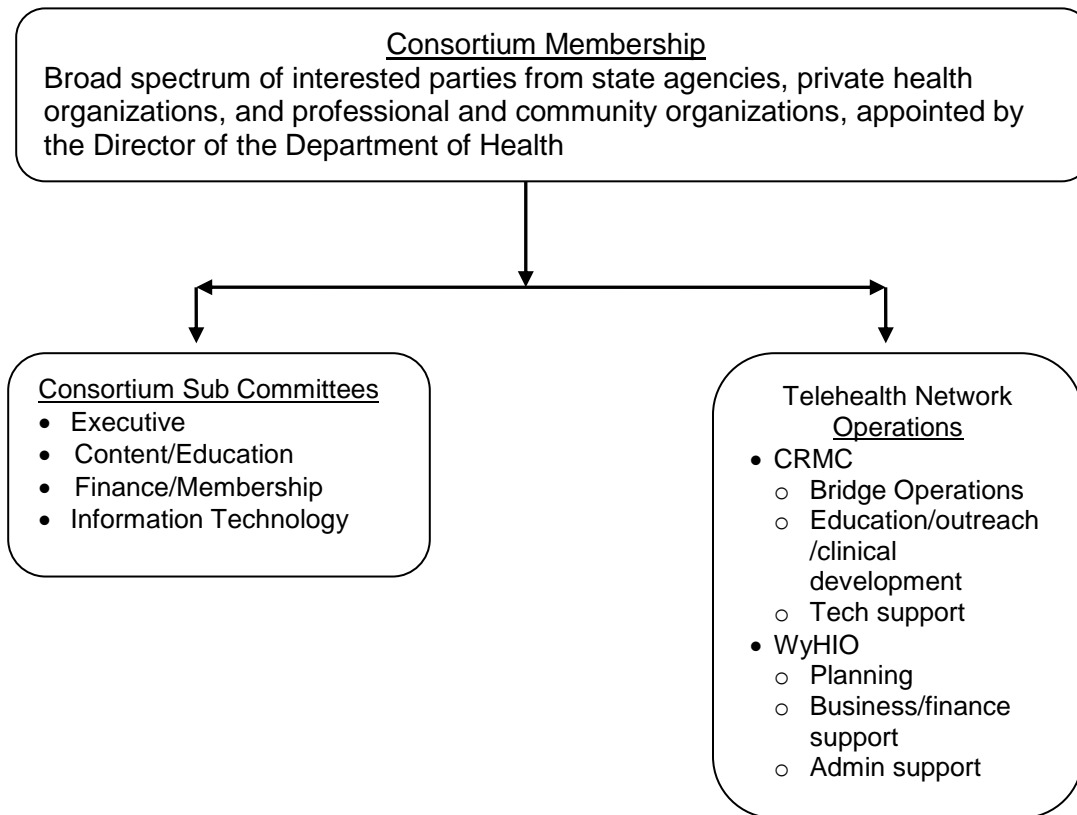 Consortium Membership
Broad spectrum of interested parties from state agencies, private health
organizations, and professional and community organizations, appointed by
the Director of the Department of Health
Consortium Sub Committees
• Executive
• Content/Education
• Finance/Membership
• Information Technology
Telehealth Network
Operations
• CRMC
o Bridge Operations
o Education/outreach
/clinical
development
o Tech support
• WyHIO
o Planning
o Business/finance
support
o Admin support